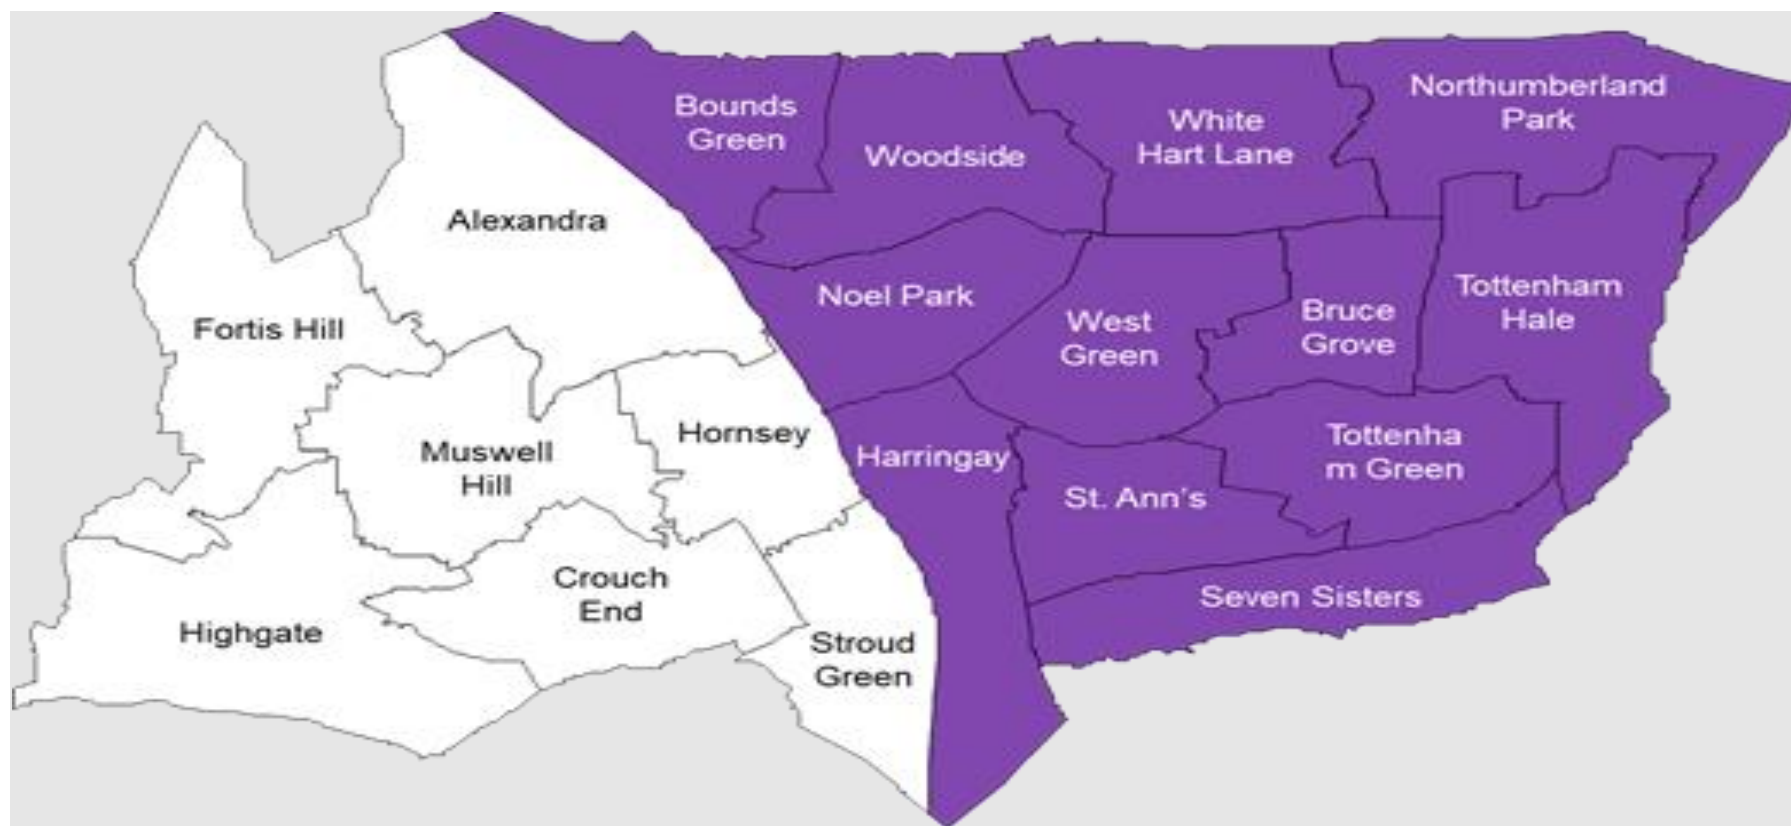 Bounds
Green
Woodside
White
Hart Lane
Northumberland
Park
Alexandra
Noel Park
Fortis Hill
West
Green
Bruce
Grove
Tottenham
Hale
Muswell
Hill
Hornsey
Harringay
St. Ann's
Tottenha
m Green
Highgate
Crouch
End
Stroud
Green
Seven Sisters